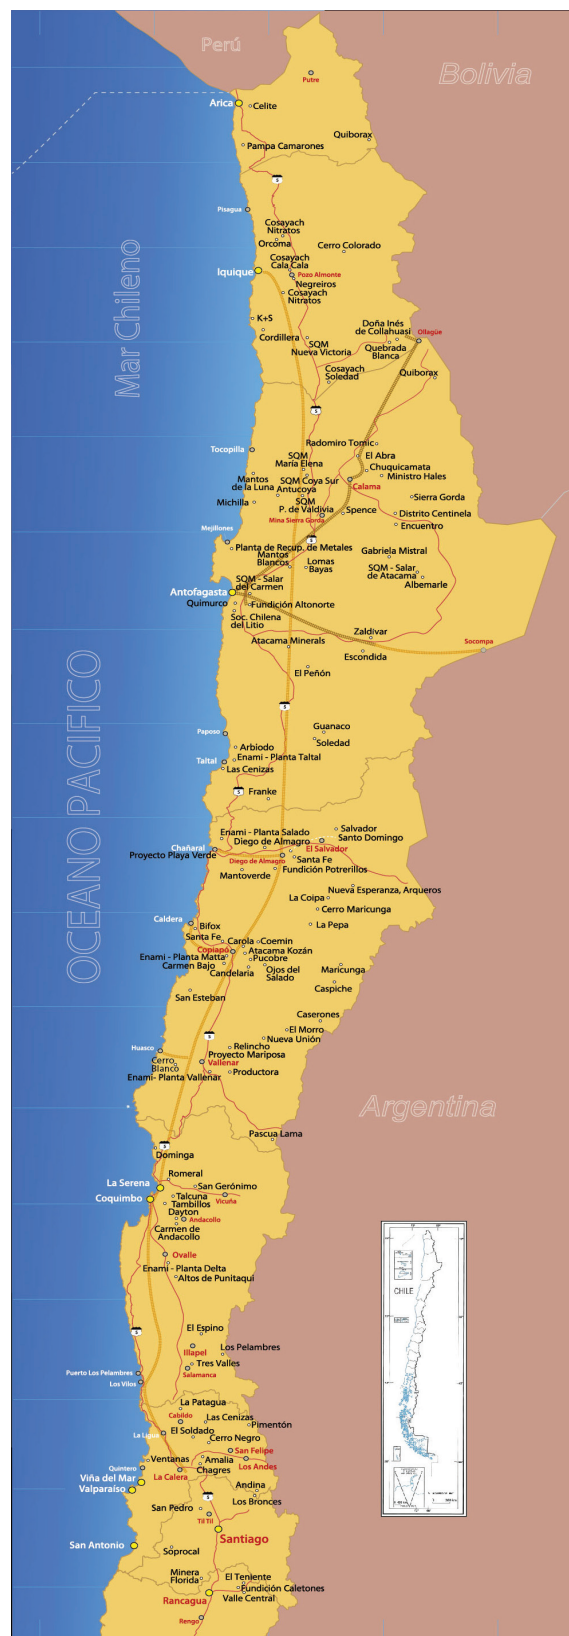 Perú
Bolivia
Putre
Arica
Celite
Quiborax
Pampa Camarones
5
Pisagua
Cosayach
Nitratos
Orcoma
Cerro Colorado
Cosayach
Cala Cala
Iquique
Pozo Almonte
Negreiros
Cosayach
Nitratos
Mar Chileno
K+S
Cordillera
Doña Inés
de Collahuasi
Ollagüe
SQM
Nueva Victoria
Quebrada
Blanca
Cosayach
Soledad
Quiborax
5
Radomiro Tomic
Tocopilla
SQM
María Elena
El Abra
Chuquicamata
Ministro Hales
Mantos
de la Luna
SQM Coya Sur
Antucoya
Calama
Michilla
SQM
P. de Valdivia
Sierra Gorda
Mina Sierra Gorda
Spence
Distrito Centinela
Encuentro
Mejillones
5
Planta de Recup. de Metales
Mantos
Blancos
Lomas
Bayas
Gabriela Mistral
SQM - Salar
de Atacama
Albemarle
SQM - Salar
del Carmen
Antofagasta
Quimurco
Fundición Altonorte
Soc. Chilena
del Litio
Zaldivar
Atacama Minerals
Escondida
Socompa
El Peñón
OCEANO PACIFICO
5
Paposo
Guanaco
Soledad
Arbiodo
Enami - Planta Taltal
Taltal
Las Cenizas
5
Franke
Enami - Planta Salado
Diego de Almagro
Salvador
Santo Domingo
Chañaral
Proyecto Playa Verde
El Salvador
Diego de Almagro
Santa Fe
Mantoverde
Fundición Potrerillos
Nueva Esperanza, Arqueros
La Coipa
Cerro Maricunga
Caldera
Bifox
La Pepa
Santa Fe
Carola
Coemin
Copiapó
Atacama Kozán
Enami - Planta Matta
Pucobre
Carmen Bajo
Candelaria
Ojos del
Salado
Maricunga
Caspiche
San Esteban
Caserones
El Morro
5
Nueva Unión
Huasco
Relincho
Proyecto Mariposa
Cerro
Blanco
Vallenar
Enami- Planta Vallenar
Productora
Argentina
Pascua Lama
5
Dominga
Romeral
La Serena
San Gerónimo
Coquimbo
Talcuna
Tambillos
Vicuña
Dayton
Andacollo
Carmen de
Andacollo
Ovalle
Enami - Planta Delta
Altos de Punitaqui
CHILE
5
El Espino
Illapel
Los Pelambres
Tres Valles
Puerto Los Pelambres
Salamanca
Los Vilos
La Patagua
Cabildo
Las Cenizas
Pimentón
La Ligua
El Soldado
Cerro Negro
San Felipe
Ventanas
Amalia
Quintero
Chagres
Los Andes
Viña del Mar
La Calera
Valparaíso
5
Andina
Los Bronces
San Pedro
Til Til
Santiago
San Antonio
Soprocal
Minera
Florida
El Teniente
Fundición Caletones
Rancagua
Valle Central
Rengo